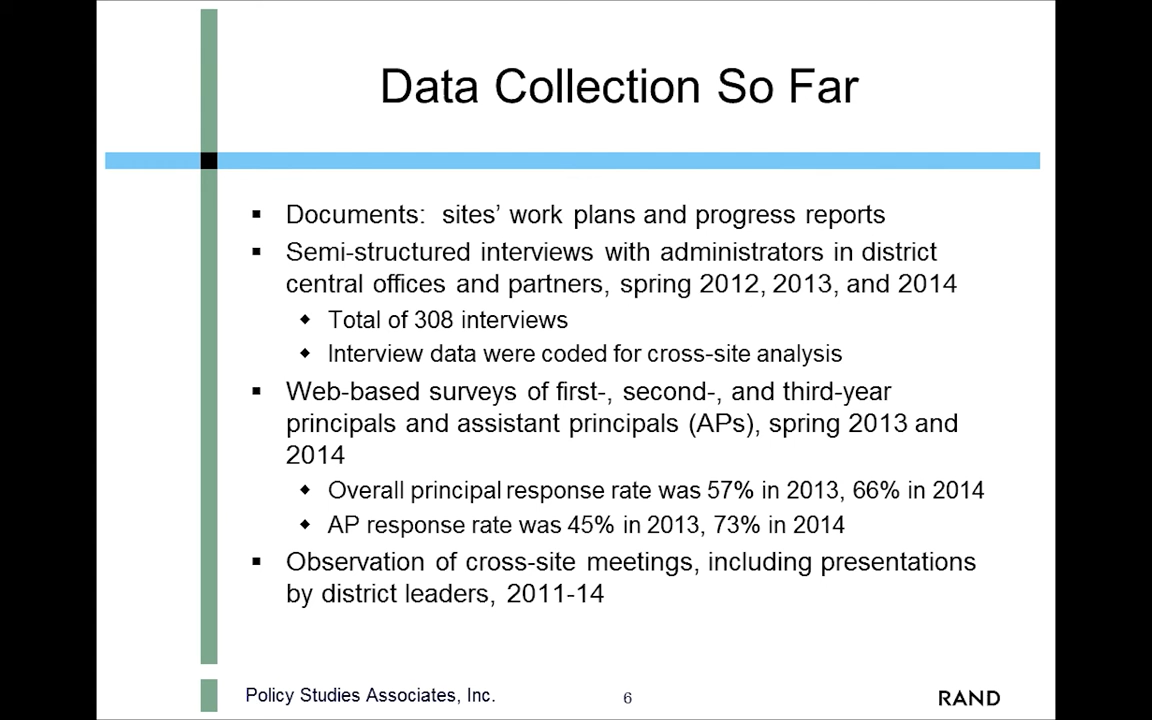 Data Collection So Far
▪ Documents: sites’ work plans and progress reports
▪ Semi-structured interviews with administrators in district
central offices and partners, spring 2012, 2013, and 2014
◆ Total of 308 interviews
◆ Interview data were coded for cross-site analysis
▪ Web-based surveys of first-, second-, and third-year
principals and assistant principals (APs), spring 2013 and
2014
◆ Overall principal response rate was 57% in 2013, 66% in 2014
◆ AP response rate was 45% in 2013, 73% in 2014
▪ Observation of cross-site meetings, including presentations
by district leaders, 2011-14
Policy Studies Associates, Inc.
6
RAND